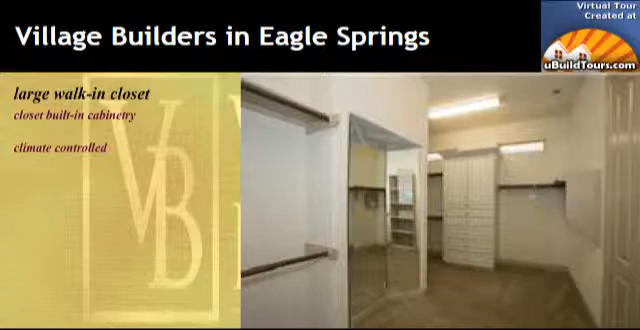 Village Builders in Eagle Springs
Virtual Tour
Created at
uBuildTours.com
large walk-in closet
closet built-in cabinetry
climate controlled
VB